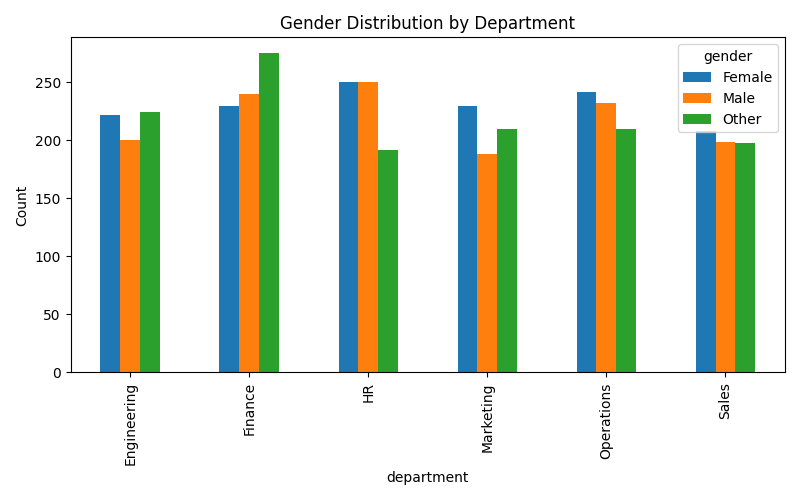 Gender Distribution by Department
gender
Female
Male
Other
Count
250
200
150
100
50
0
Engineering
Finance
HR
Marketing
Operations
Sales
department